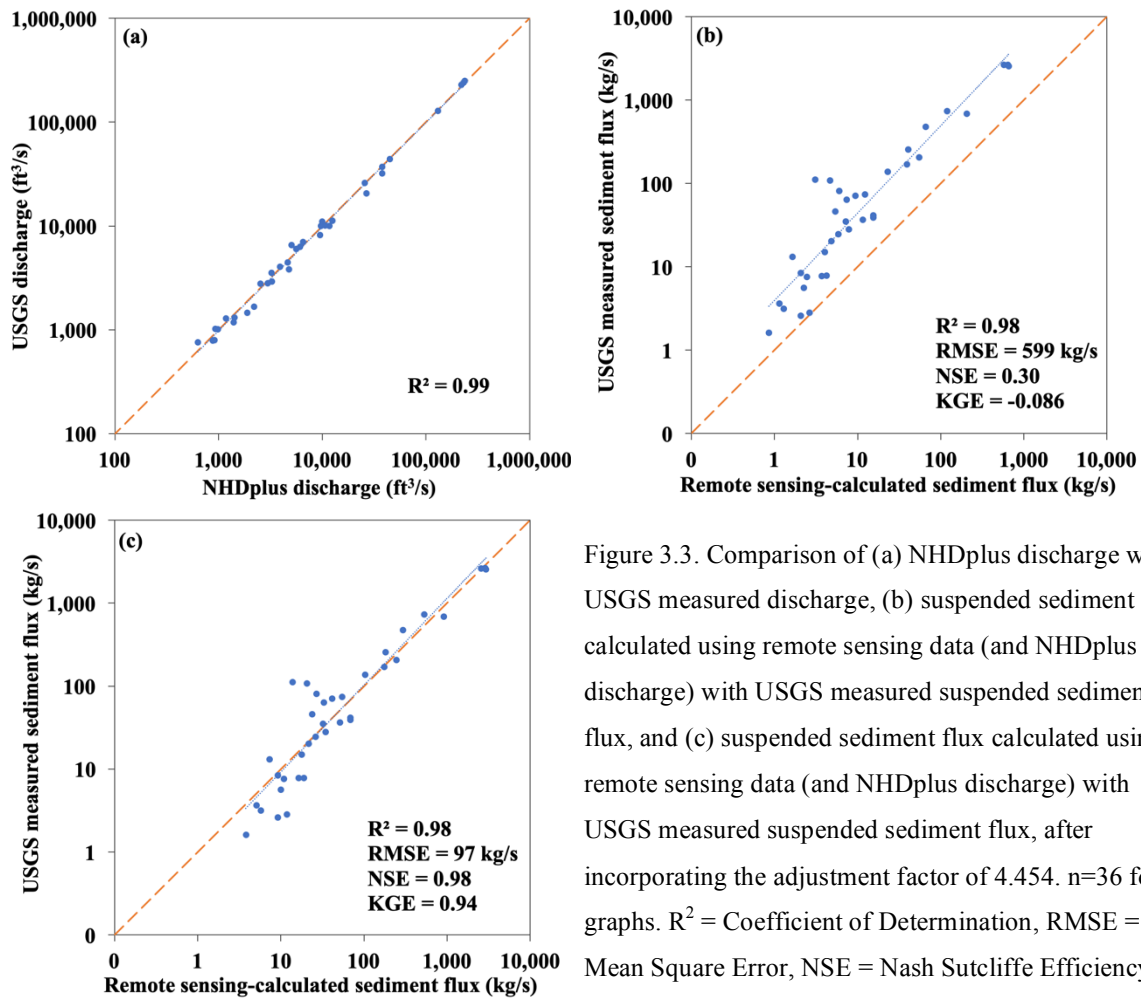 (a)
1,000,000
100,000
10,000
1,000
100
USGS discharge (ft³/s)
R² = 0.99
100 1,000 10,000 100,000 1,000,000
NHDplus discharge (ft³/s)
(b)
10,000
1,000
100
10
1
0
USGS measured sediment flux (kg/s)
R² = 0.98
RMSE = 599 kg/s
NSE = 0.30
KGE = -0.086
0 1 10 100 1,000 10,000
Remote sensing-calculated sediment flux (kg/s)
(c)
10,000
1,000
100
10
1
0
USGS measured sediment flux (kg/s)
R² = 0.98
RMSE = 97 kg/s
NSE = 0.98
KGE = 0.94
0 1 10 100 1,000 10,000
Remote sensing-calculated sediment flux (kg/s)
Figure 3.3. Comparison of (a) NHDplus discharge
USGS measured discharge, (b) suspended sediment
calculated using remote sensing data (and NHDplus
discharge) with USGS measured suspended
flux, and (c) suspended sediment flux calculated
remote sensing data (and NHDplus discharge) with
USGS measured suspended sediment flux, after
incorporating the adjustment factor of 4.454. n=36
graphs. R² = Coefficient of Determination, RMSE =
Mean Square Error, NSE = Nash Sutcliffe Efficiency